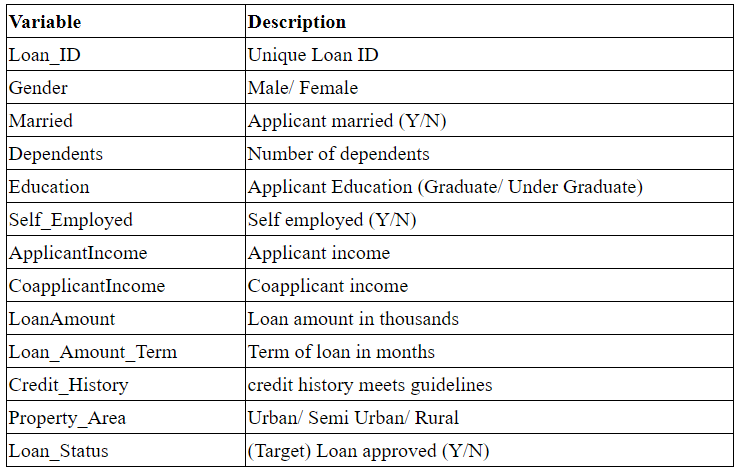 Variable Description
Loan_ID Unique Loan ID
Gender Male/ Female
Married Applicant married (Y/N)
Dependents Number of dependents
Education Applicant Education (Graduate/ Under Graduate)
Self_Employed Self employed (Y/N)
ApplicantIncome Applicant income
CoapplicantIncome Coapplicant income
LoanAmount Loan amount in thousands
Loan_Amount_Term Term of loan in months
Credit_History credit history meets guidelines
Property_Area Urban/ Semi Urban/ Rural
Loan_Status (Target) Loan approved (Y/N)